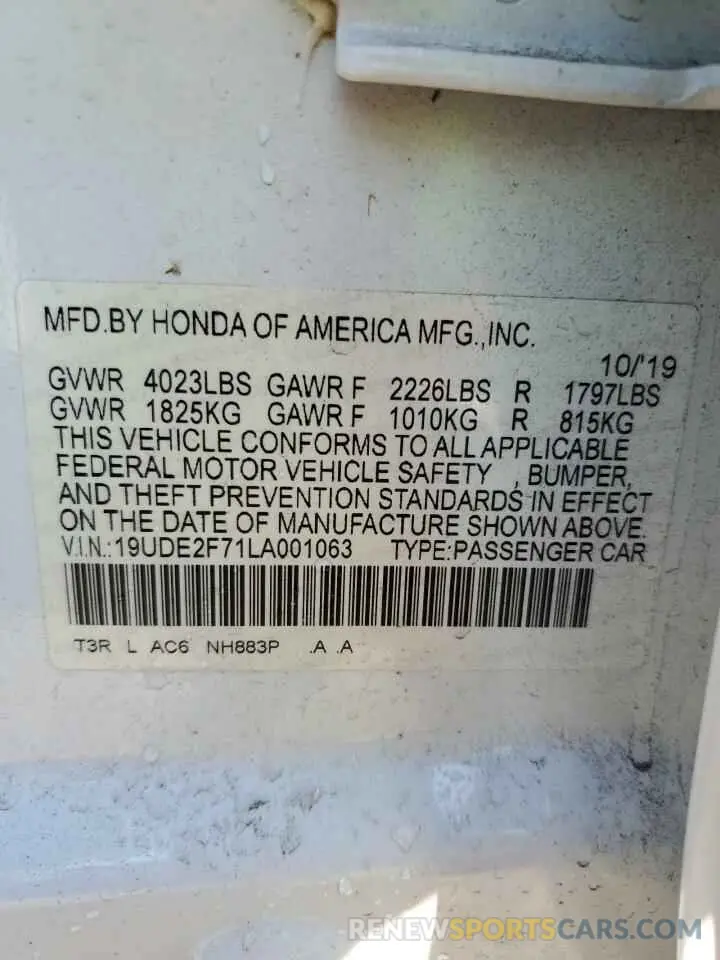 MFD.BY HONDA OF AMERICA MFG.,INC.
10/'19
GVWR 4023LBS GAWR F 2226LBS R 1797LBS
GVWR 1825KG GAWR F 1010KG R 815KG
THIS VEHICLE CONFORMS TO ALL APPLICABLE
FEDERAL MOTOR VEHICLE SAFETY , BUMPER,
AND THEFT PREVENTION STANDARDS IN EFFECT
ON THE DATE OF MANUFACTURE SHOWN ABOVE.
V.I.N.:19UDE2F71LA001063 TYPE:PASSENGER CAR
T3R L AC6 NH883P .A .A
RENEWSPORTSCARS.COM